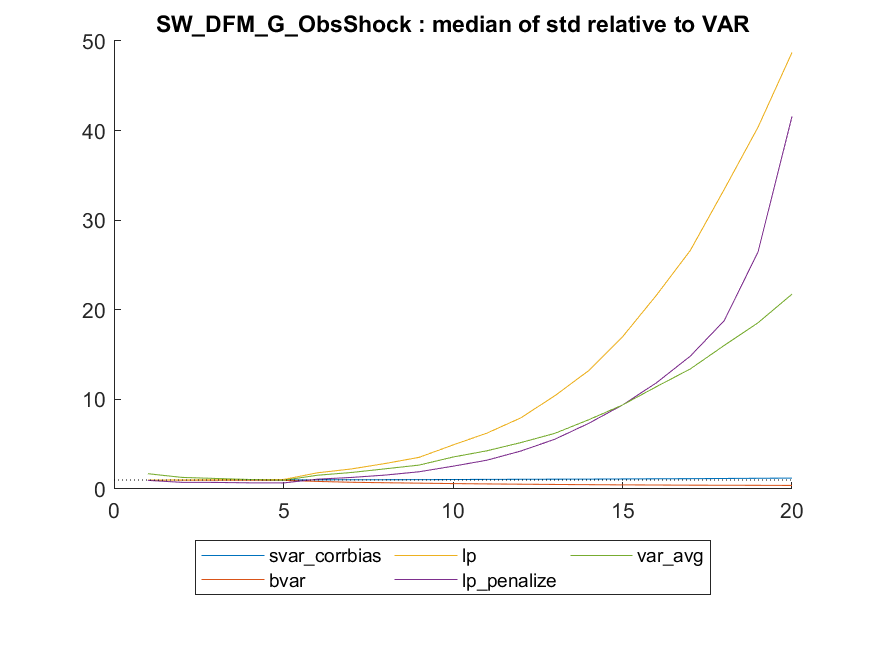 SW_DFM_G_ObsShock : median of std relative to VAR
50
40
30
20
10
0
0 5 10 15 20
svar_corrbias lp var_avg
bvar lp_penalize